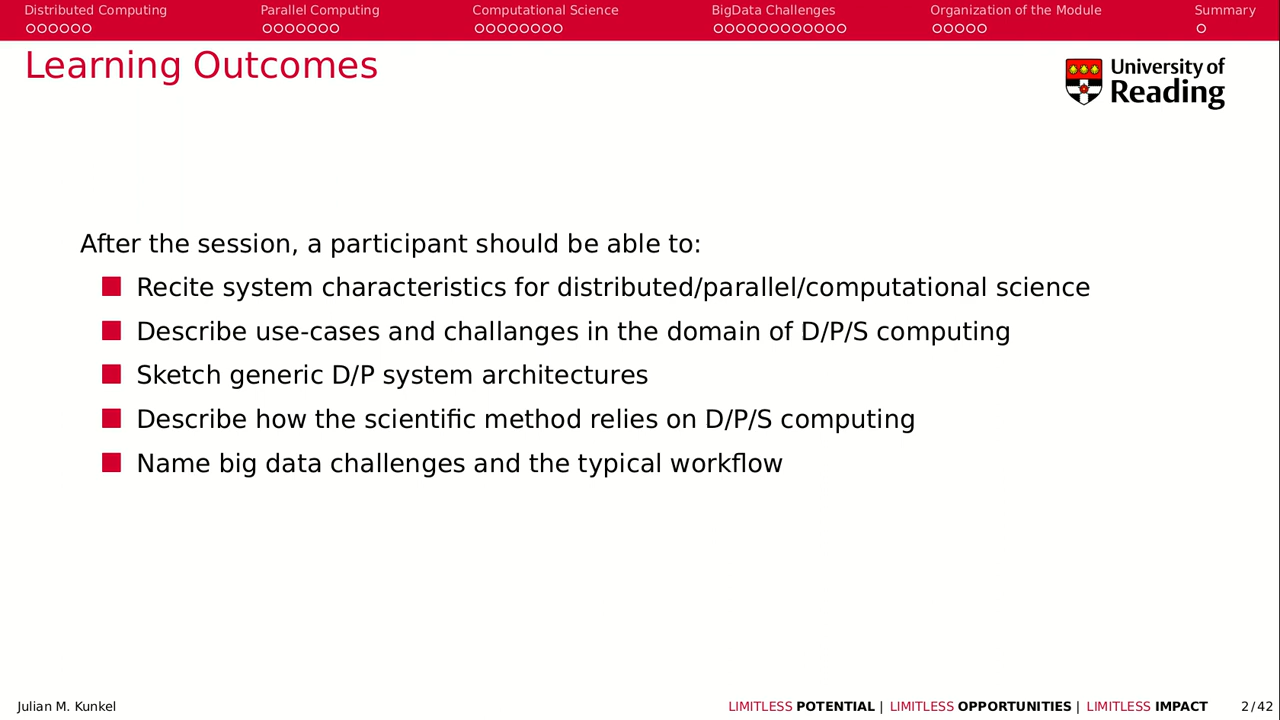 Distributed Computing Parallel Computing Computational Science BigData Challenges Organization of the Module Summary
Learning Outcomes
University of
Reading
After the session, a participant should be able to:
Recite system characteristics for distributed/parallel/computational science
Describe use-cases and challanges in the domain of D/P/S computing
Sketch generic D/P system architectures
Describe how the scientific method relies on D/P/S computing
Name big data challenges and the typical workflow
Julian M. Kunkel LIMITLESS POTENTIAL | LIMITLESS OPPORTUNITIES | LIMITLESS IMPACT 2/42